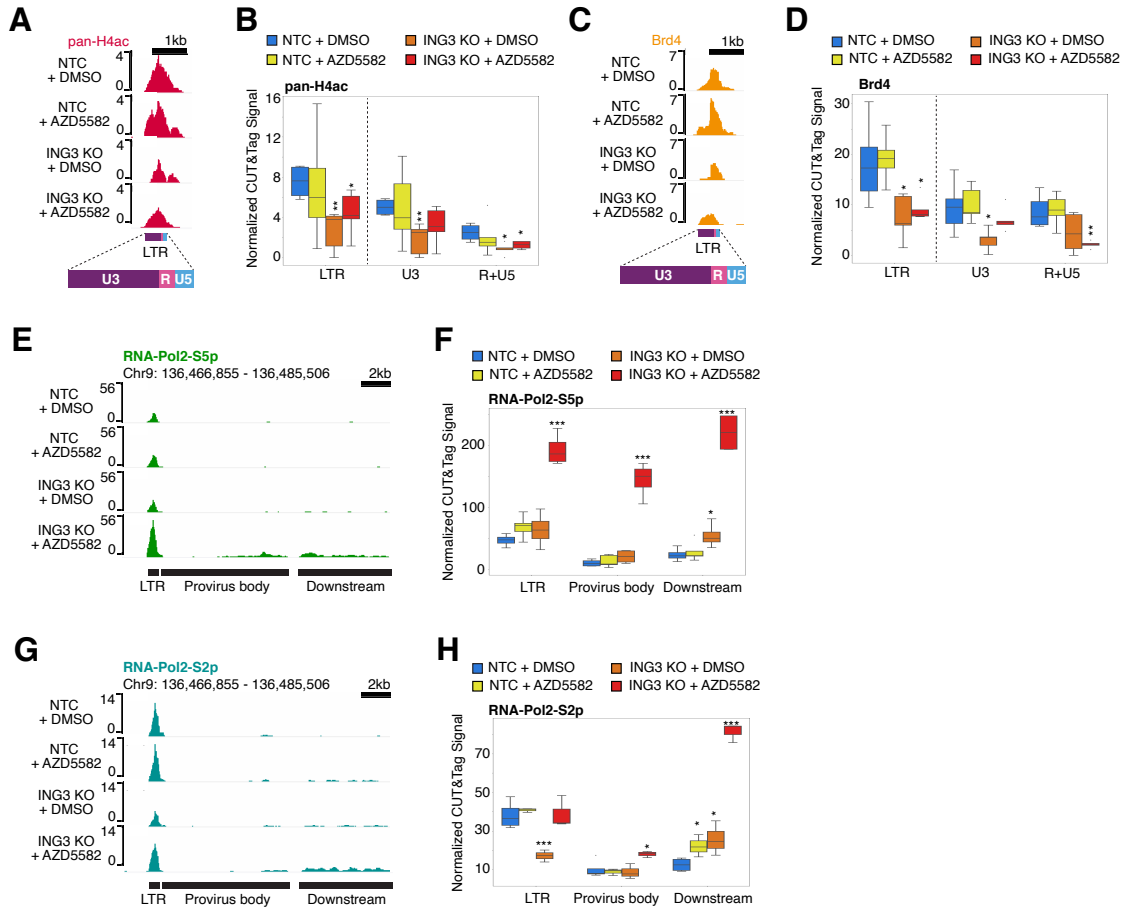 A
pan-H4ac
1kb
NTC
+ DMSO
4
0
NTC
+ AZD5582
4
0
ING3 KO
+ DMSO
4
0
ING3 KO
+ AZD5582
4
0
LTR
U3 R U5
B
NTC + DMSO ING3 KO + DMSO
NTC + AZD5582 ING3 KO + AZD5582
pan-H4ac
Normalized CUT&Tag Signal
16
12
8
4
0
** * ** * *
LTR U3 R+U5
C
Brd4
1kb
NTC
+ DMSO
7
0
NTC
+ AZD5582
7
0
ING3 KO
+ DMSO
7
0
ING3 KO
+ AZD5582
7
0
LTR
U3 R U5
D
NTC + DMSO ING3 KO + DMSO
NTC + AZD5582 ING3 KO + AZD5582
Brd4
Normalized CUT&Tag Signal
30
20
10
0
* * * **
LTR U3 R+U5
E
RNA-Pol2-S5p
Chr9: 136,466,855 - 136,485,506
2kb
NTC
+ DMSO
56
0
NTC
+ AZD5582
56
0
ING3 KO
+ DMSO
56
0
ING3 KO
+ AZD5582
56
0
LTR Provirus body Downstream
F
NTC + DMSO ING3 KO + DMSO
NTC + AZD5582 ING3 KO + AZD5582
RNA-Pol2-S5p
Normalized CUT&Tag Signal
200
100
0
*** *** * ***
LTR Provirus body Downstream
G
RNA-Pol2-S2p
Chr9: 136,466,855 - 136,485,506
2kb
NTC
+ DMSO
14
0
NTC
+ AZD5582
14
0
ING3 KO
+ DMSO
14
0
ING3 KO
+ AZD5582
14
0
LTR Provirus body Downstream
H
NTC + DMSO ING3 KO + DMSO
NTC + AZD5582 ING3 KO + AZD5582
RNA-Pol2-S2p
Normalized CUT&Tag Signal
70
50
30
10
*** * * * ***
LTR Provirus body Downstream